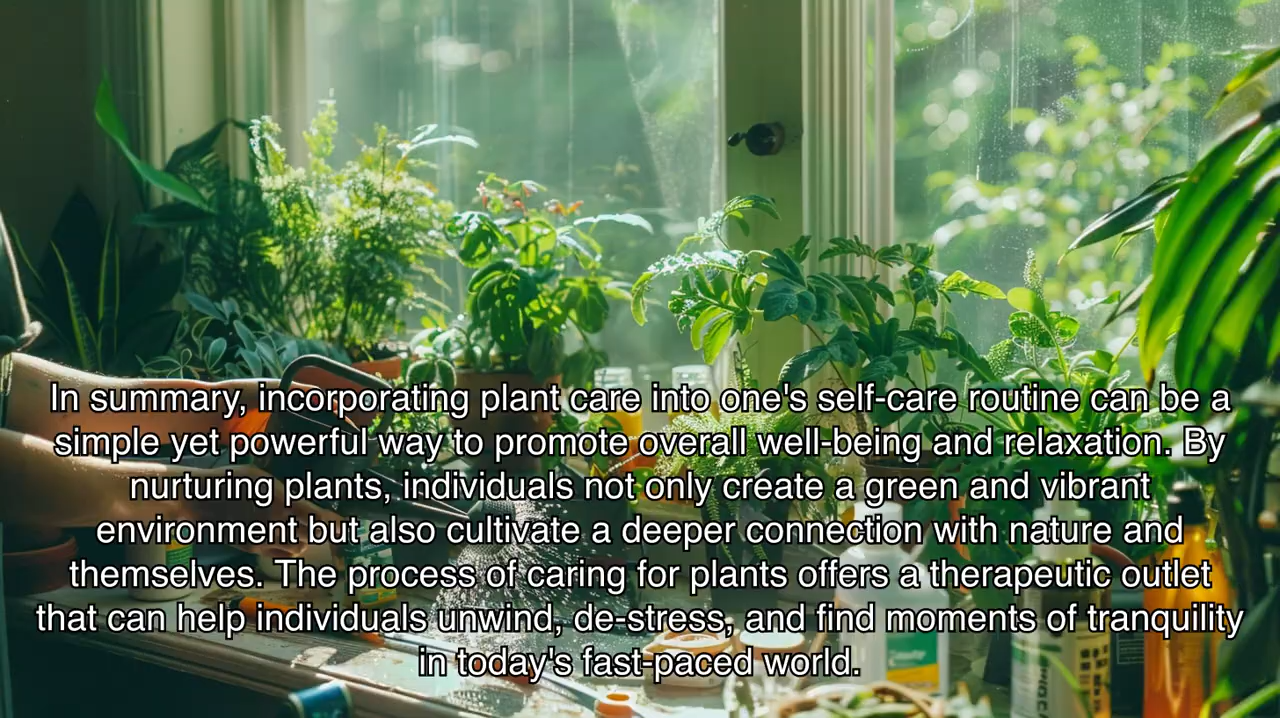 In summary, incorporating plant care into one's self-care routine can be a
simple yet powerful way to promote overall well-being and relaxation. By
nurturing plants, individuals not only create a green and vibrant
environment but also cultivate a deeper connection with nature and
themselves. The process of caring for plants offers a therapeutic outlet
that can help individuals unwind, de-stress, and find moments of tranquility
in today's fast-paced world.